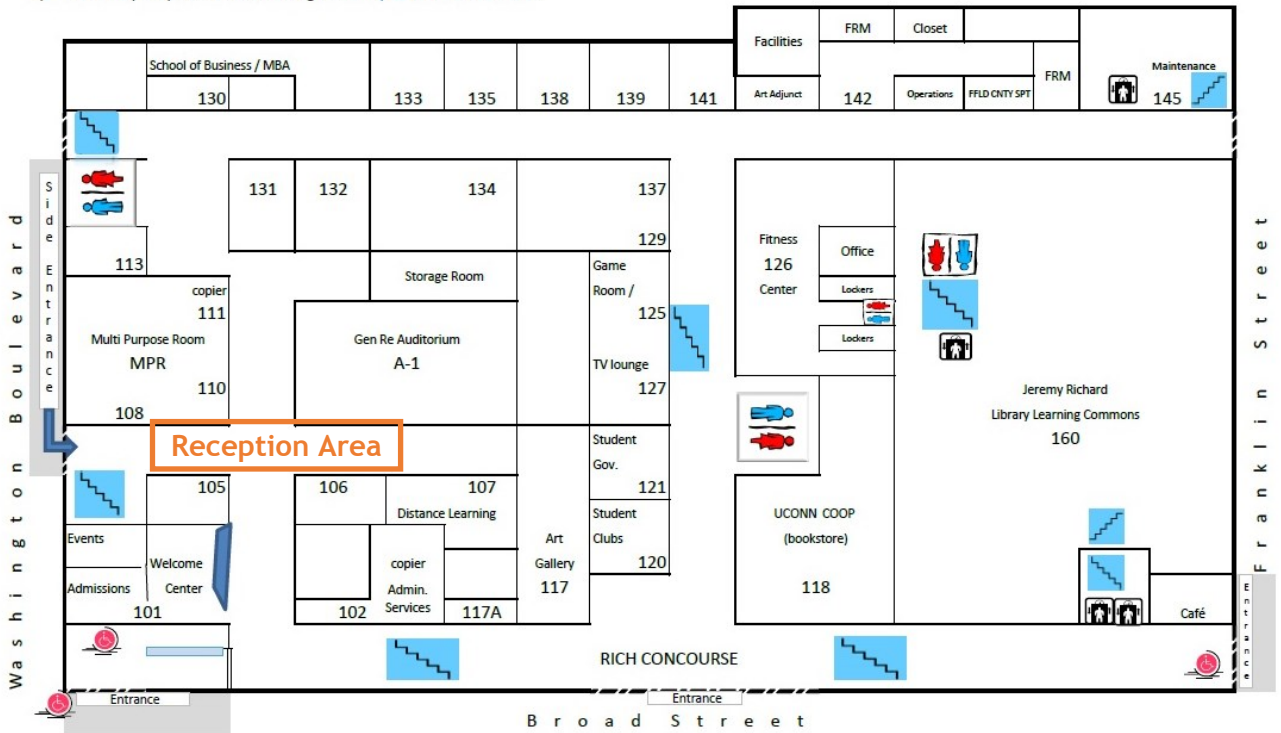 FRM
Closet
Facilities
School of Business / MBA
FRM
Maintenance
130
133
135
138
139
141
Art Adjunct
142
Operations
FFLD CNTY SPT
145
131
132
134
137
129
113
Storage Room
Game
Room /
125
TV lounge
127
Fitness
126
Center
Office
Lockers
Lockers
copier
111
Multi Purpose Room
MPR
110
108
Gen Re Auditorium
A-1
Jeremy Richard
Library Learning Commons
160
Reception Area
Student
Gov.
121
105
106
107
Distance Learning
Student
Clubs
120
Events
Welcome
Center
Admissions
101
copier
Admin.
Services
102
117A
Art
Gallery
117
UCONN COOP
(bookstore)
118
Café
RICH CONCOURSE
Entrance
Entrance
Entrance
Side Entrance
Washington Boulevard
Franklin Street
Broad Street